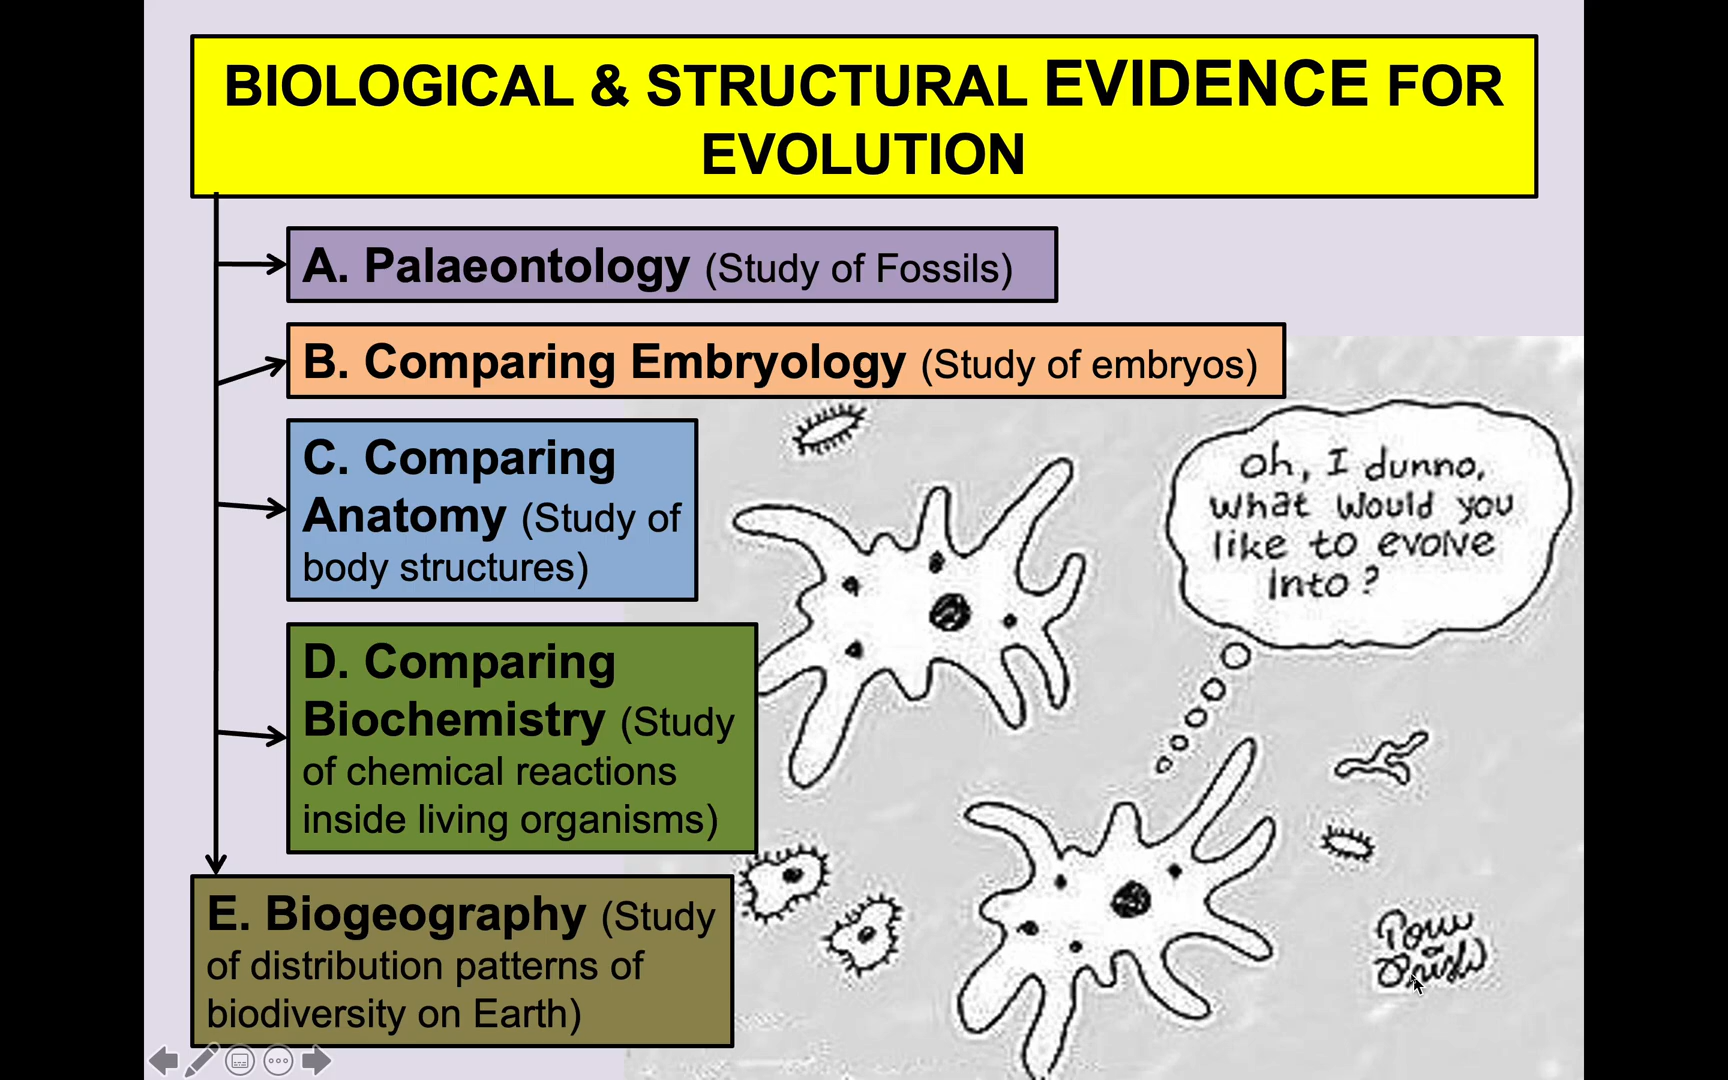 BIOLOGICAL & STRUCTURAL EVIDENCE FOR
EVOLUTION
A. Palaeontology (Study of Fossils)
B. Comparing Embryology (Study of embryos)
C. Comparing
Anatomy (Study of
body structures)
D. Comparing
Biochemistry (Study
of chemical reactions
inside living organisms)
E. Biogeography (Study
of distribution patterns of
biodiversity on Earth)
oh, I dunno,
what would you
like to evolve
into?